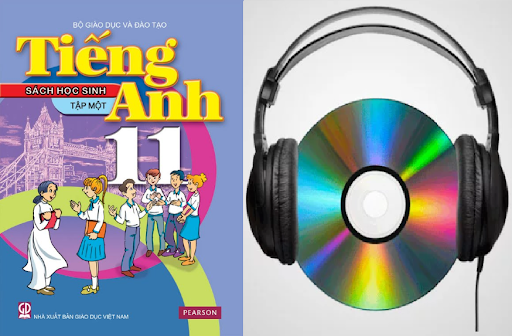 BỘ GIÁO DỤC VÀ ĐÀO TẠO
Tiếng
SÁCH HỌC SINH
TẬP MỘT
Anh
11
GD
NHÀ XUẤT BẢN GIÁO DỤC VIỆT NAM
PEARSON